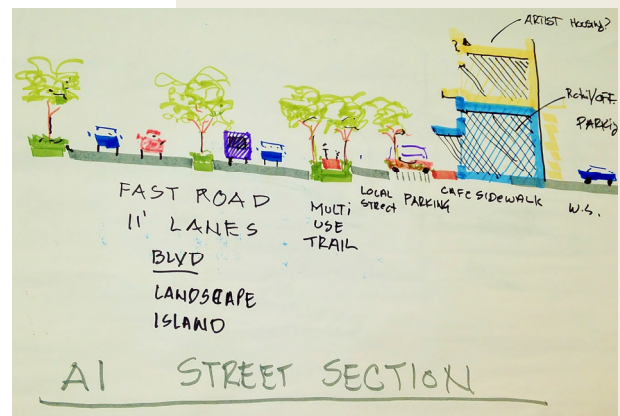 ARTIST Housing?
Retail/OFF.
PARKING
FAST ROAD
11' LANES
BLVD
LANDSCAPE
ISLAND
MULTI
USE
TRAIL
LOCAL
STREET
PARKING
CAFE SIDEWALK
W.S.
A1 STREET SECTION